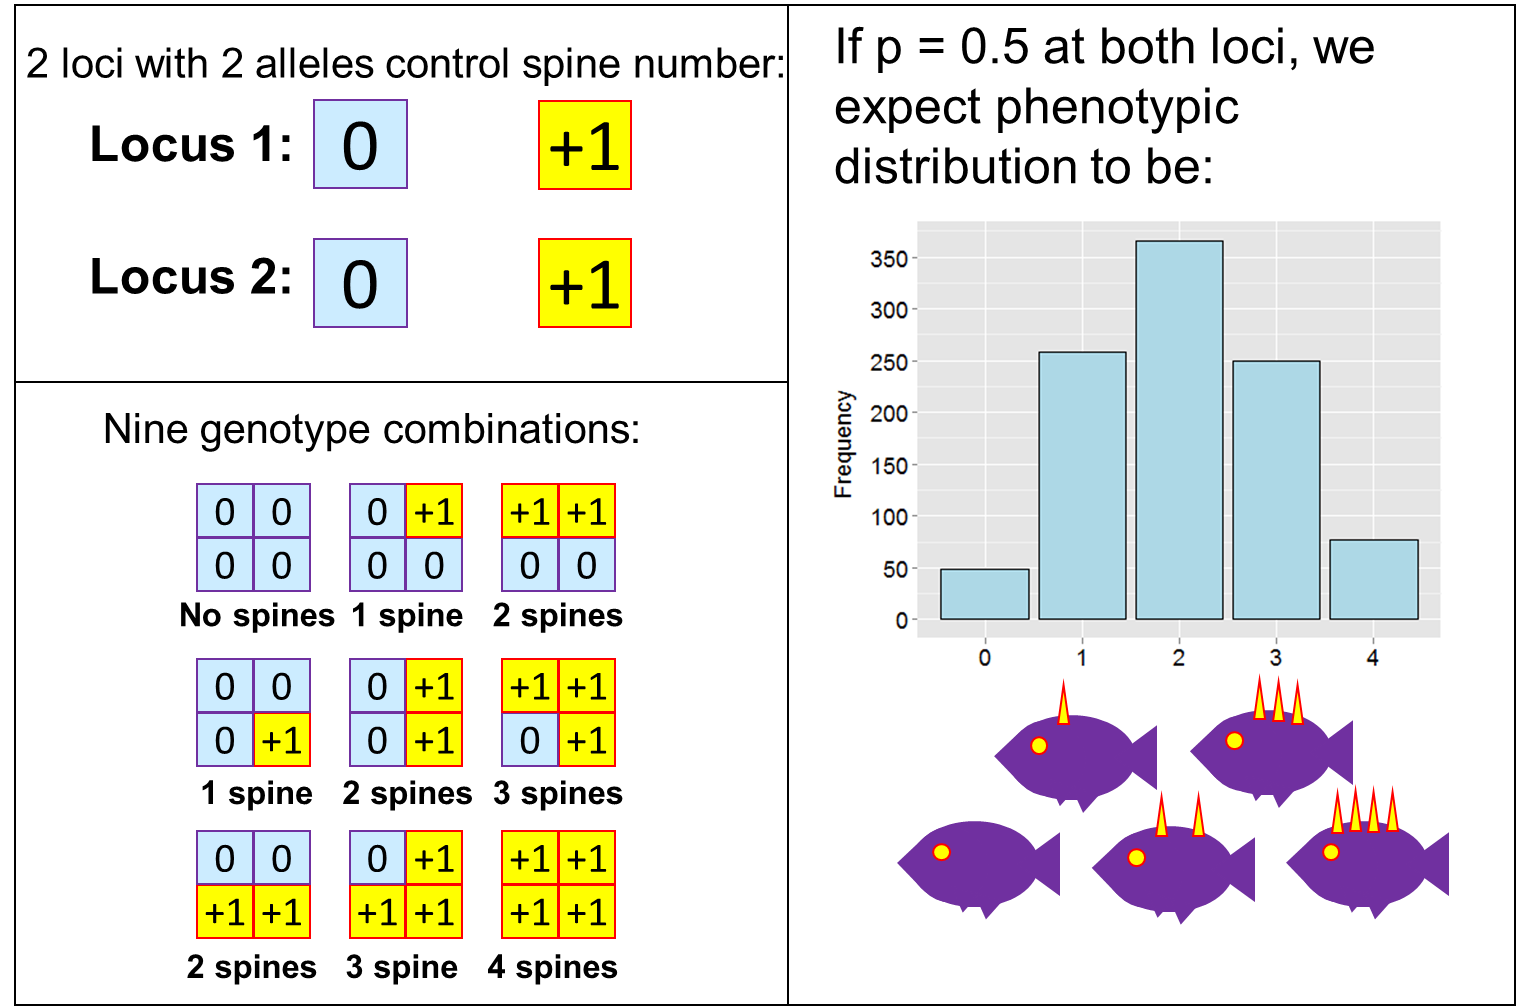 2 loci with 2 alleles control spine number:
Locus 1: 0 +1
Locus 2: 0 +1
Nine genotype combinations:
0 0 0 +1 +1 +1
0 0 0 0 0 0
No spines 1 spine 2 spines
0 0 0 +1 +1 +1
0 +1 0 +1 0 +1
1 spine 2 spines 3 spines
0 0 0 +1 +1 +1
+1 +1 +1 +1 +1 +1
2 spines 3 spine 4 spines
If p = 0.5 at both loci, we
expect phenotypic
distribution to be:
Frequency
350
300
250
200
150
100
50
0
0 1 2 3 4